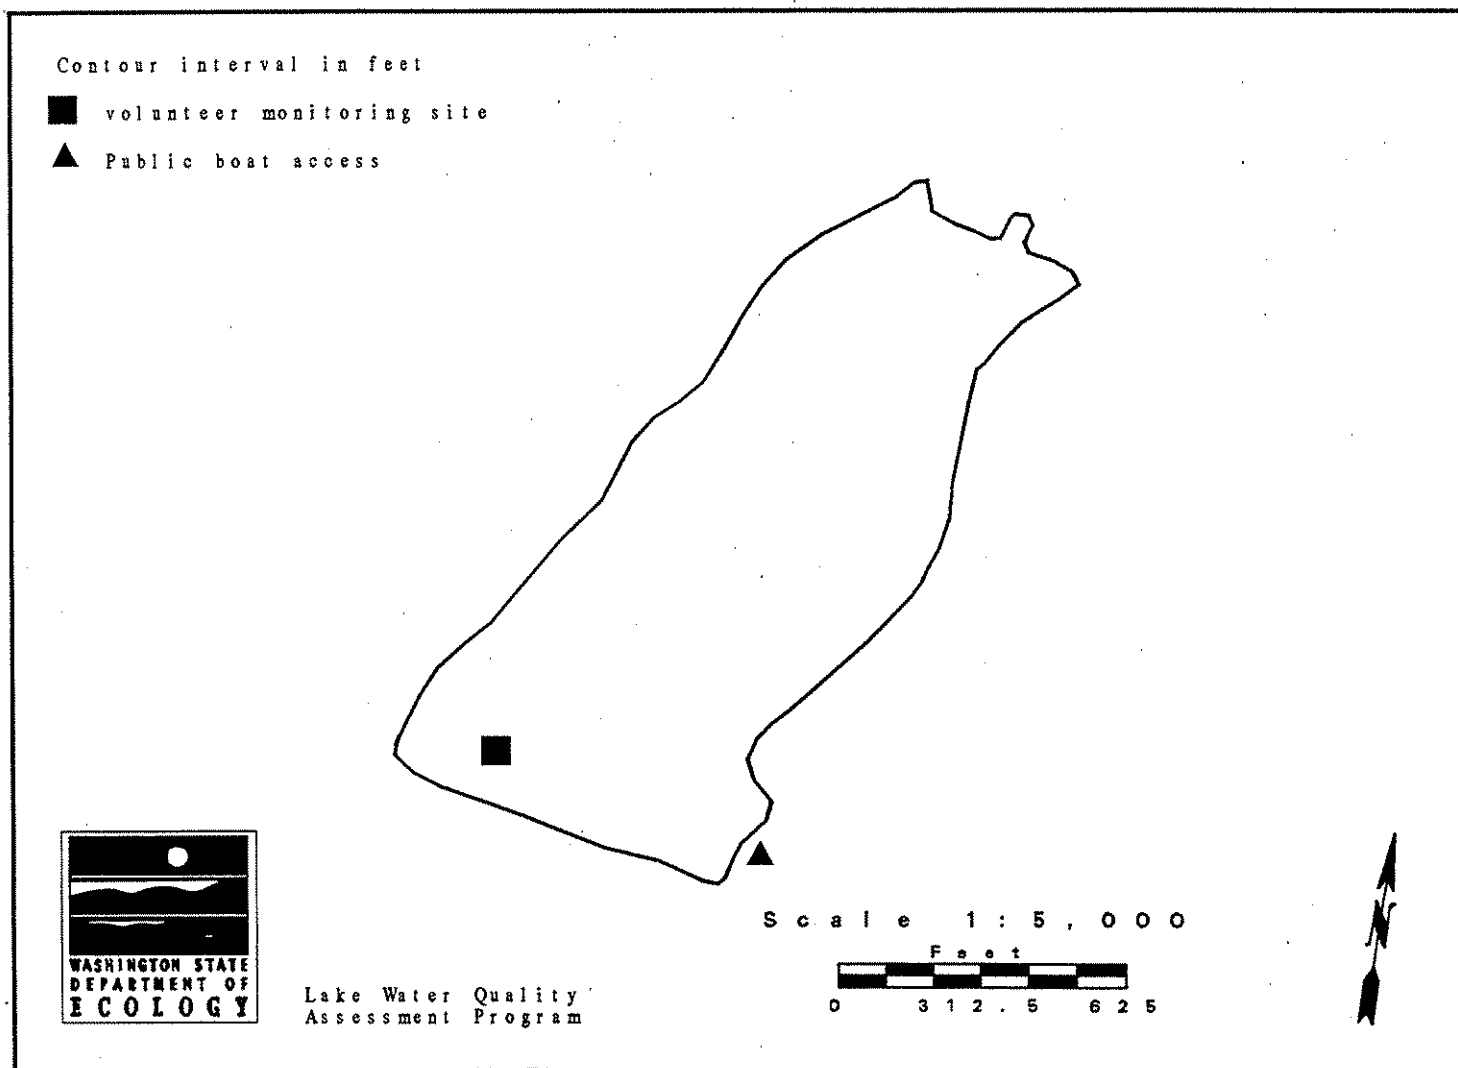 Contour interval in feet
volunteer monitoring site
Public boat access
Scale 1:5,000
Feet
0 312.5 625
N
WASHINGTON STATE
DEPARTMENT OF
ECOLOGY
Lake Water Quality
Assessment Program